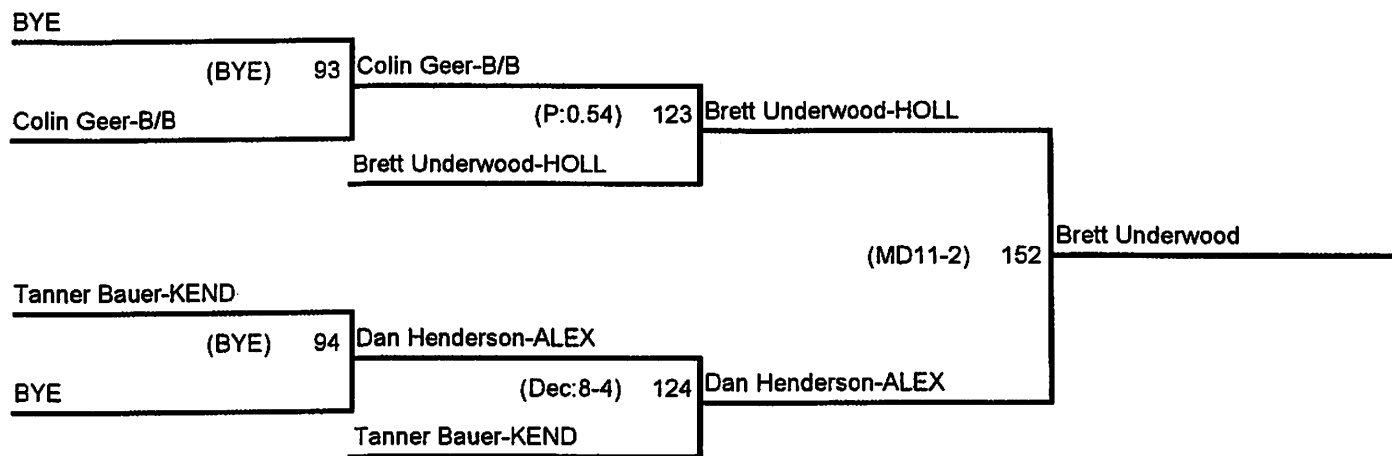 BYE
(BYE) 93
Colin Geer-B/B
Colin Geer-B/B
(P:0.54) 123
Brett Underwood-HOLL
Brett Underwood-HOLL
(MD11-2) 152
Brett Underwood
Tanner Bauer-KEND
(BYE) 94
Dan Henderson-ALEX
BYE
(Dec:8-4) 124
Dan Henderson-ALEX
Tanner Bauer-KEND